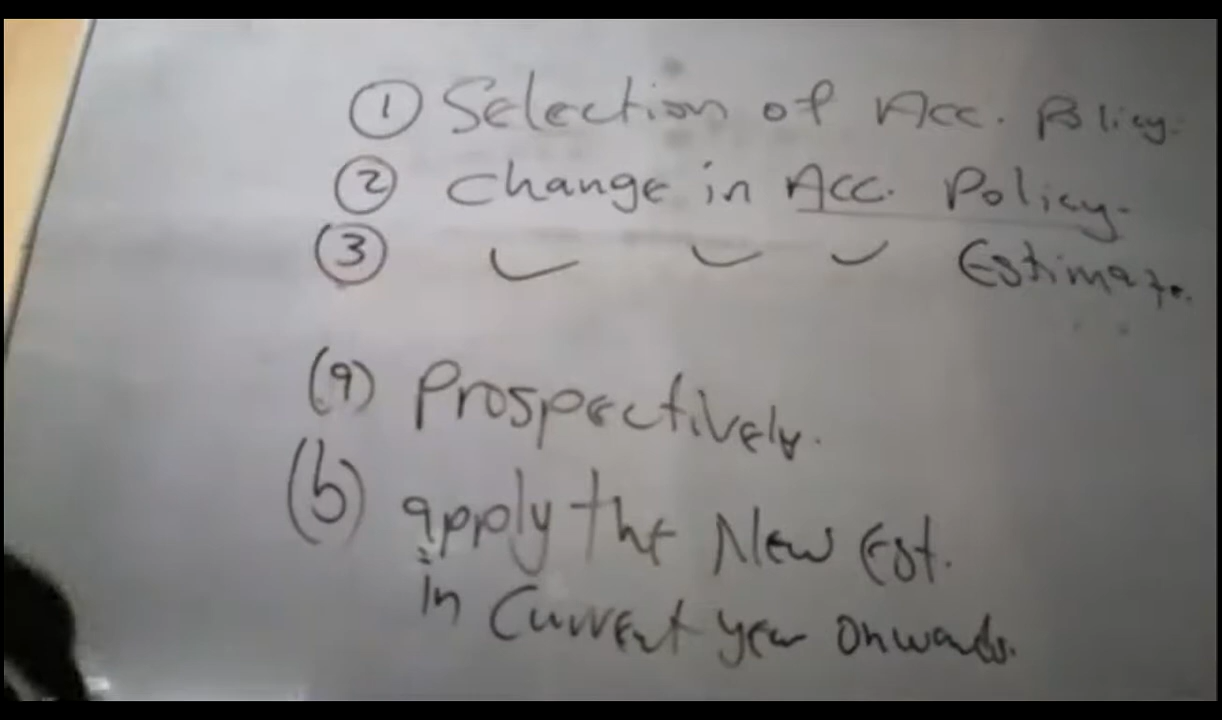 ① Selection of Acc. Policy.
② Change in Acc. Policy.
③ 〃 〃 〃 Estimate.
(a) Prospectively.
(b) apply the New Est.
in Current year onwards.